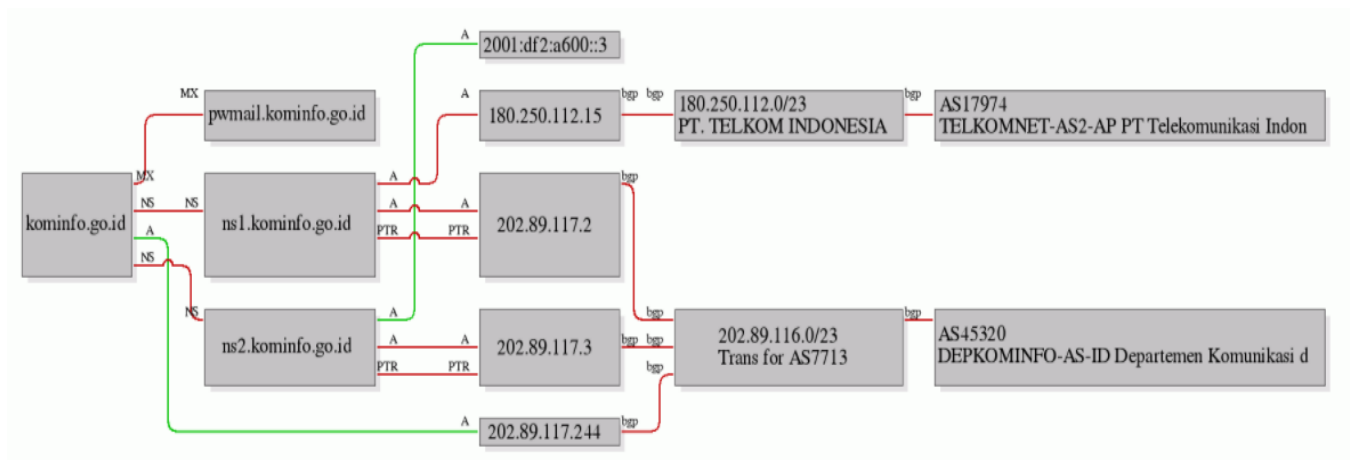 A
2001:df2:a600::3
MX
pwmail.kominfo.go.id
A
180.250.112.15
bgp bgp
180.250.112.0/23
PT. TELKOM INDONESIA
bgp
AS17974
TELKOMNET-AS2-AP PT Telekomunikasi Indon
kominfo.go.id
MX
NS NS
A
NS
ns1.kominfo.go.id
A
A A
PTR PTR
202.89.117.2
bgp
NS
ns2.kominfo.go.id
A
A A
PTR PTR
202.89.117.3
bgp
bgp bgp
bgp
202.89.116.0/23
Trans for AS7713
bgp
AS45320
DEPKOMINFO-AS-ID Departemen Komunikasi d
A
202.89.117.244
bgp